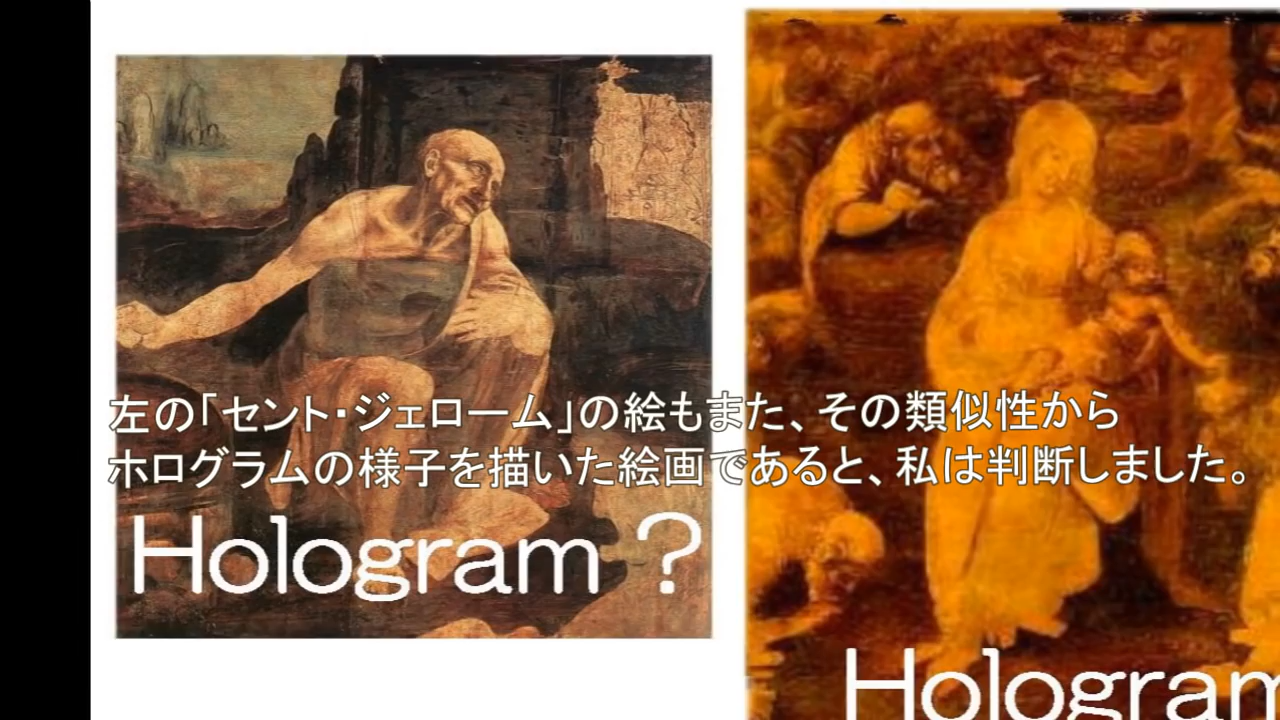 左の「セント・ジェローム」の絵もまた、その類似性から
ホログラムの様子を描いた絵画であると、私は判断しました。
Hologram ?
Hologram